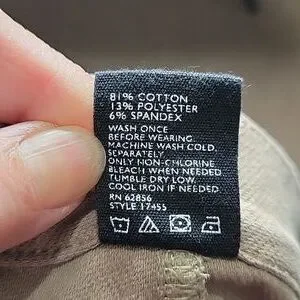 81% COTTON
13% POLYESTER
6% SPANDEX
WASH ONCE
BEFORE WEARING.
MACHINE WASH COLD.
SEPARATELY.
ONLY NON-CHLORINE
BLEACH WHEN NEEDED.
TUMBLE DRY LOW.
COOL IRON IF NEEDED.
RN 62856
STYLE 17455